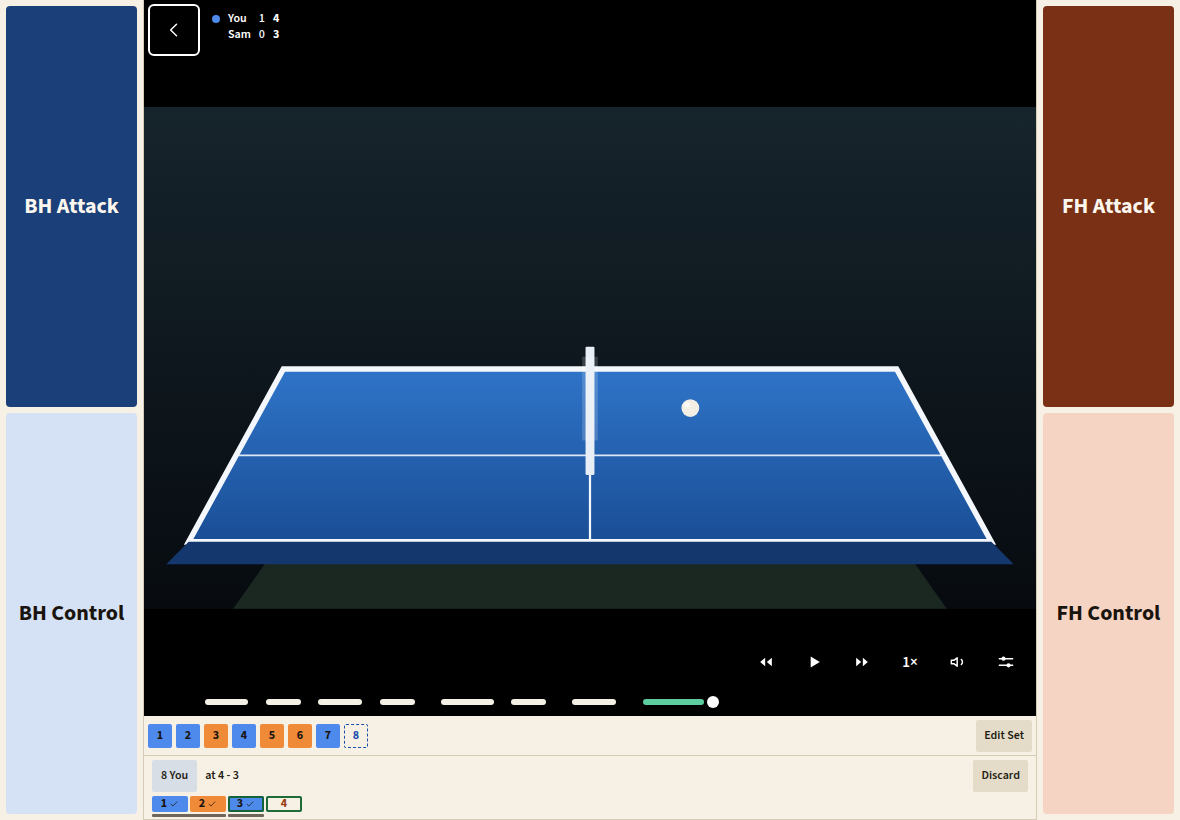 You 1 4
Sam 0 3
BH Attack
FH Attack
BH Control
FH Control
1×
1 2 3 4 5 6 7 8
Edit Set
8 You at 4 - 3
Discard
1 2 3 4